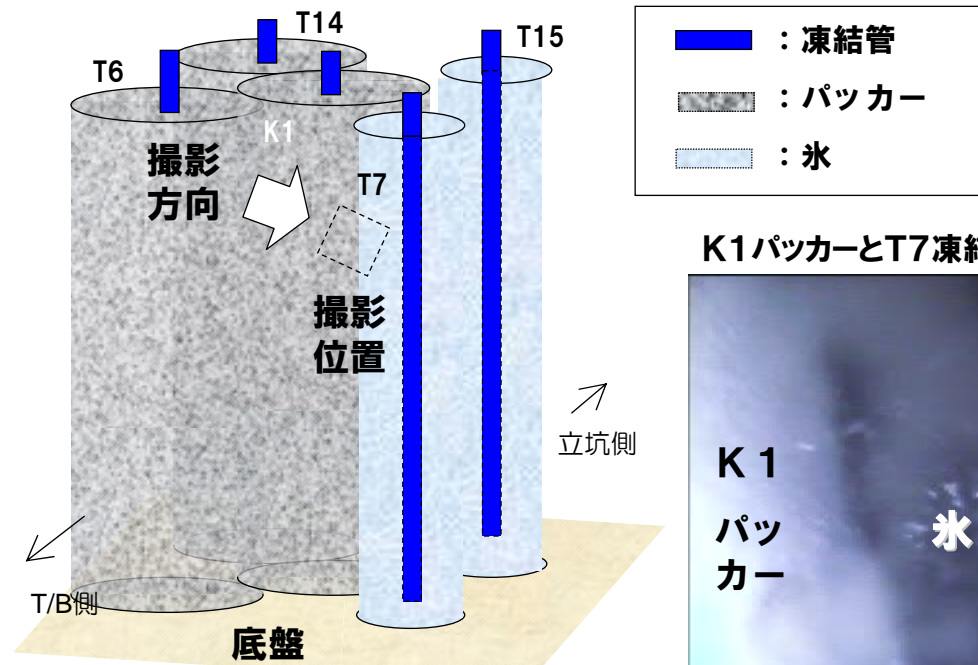 T14
T15
T6
K1
撮影
方向
T7
撮影
位置
立坑側
T/B側
底盤
：凍結管
：パッカー
：氷
K1パッカーとT7凍結
K 1
パッ
カー
氷